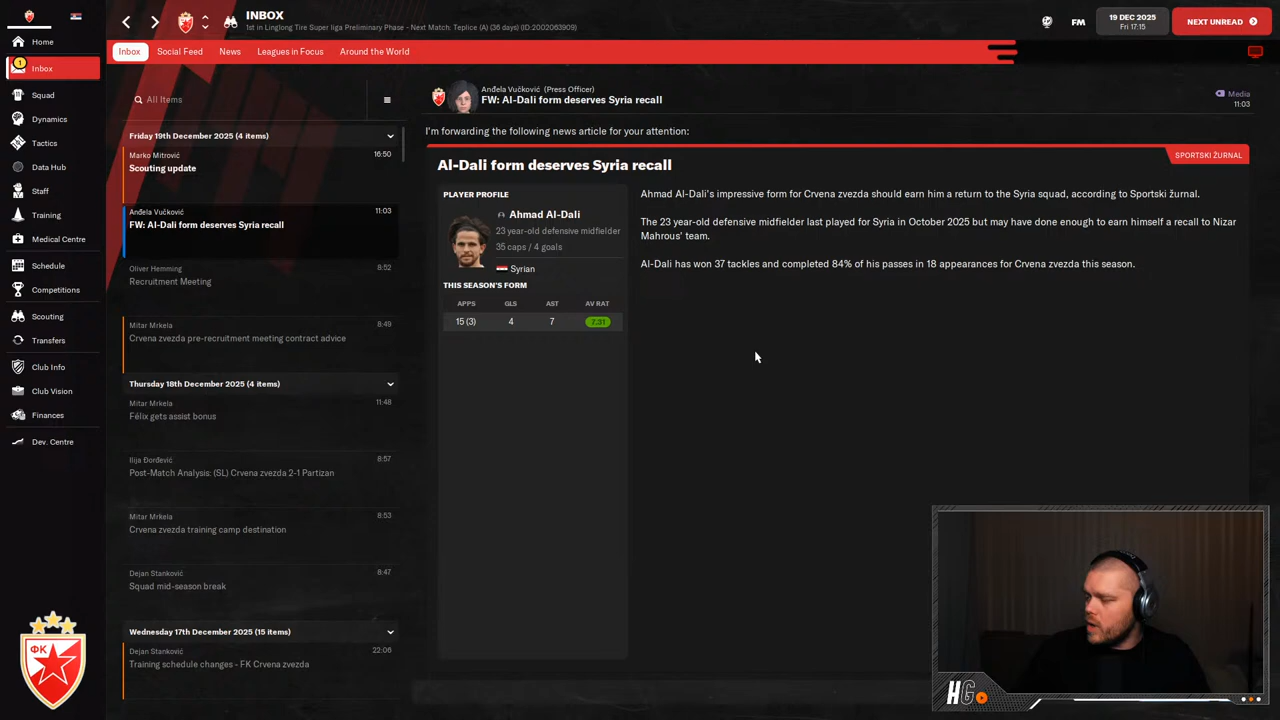 INBOX
1st in Linglong Tire Super liga Preliminary Phase - Next Match: Teplice (A) (36 days) (ID:2002063909)
FM
19 DEC 2025
Fri 17:15
NEXT UNREAD
Home
1
Inbox
Squad
Dynamics
Tactics
Data Hub
Staff
Training
Medical Centre
Schedule
Competitions
Scouting
Transfers
Club Info
Club Vision
Finances
Dev. Centre
ФК
Inbox
Social Feed
News
Leagues in Focus
Around the World
All Items
Friday 19th December 2025 (4 items)
Marko Mitrović
16:50
Scouting update
Anđela Vučković
11:03
FW: Al-Dali form deserves Syria recall
Oliver Hemming
8:52
Recruitment Meeting
Mitar Mrkela
8:49
Crvena zvezda pre-recruitment meeting contract advice
Thursday 18th December 2025 (4 items)
Mitar Mrkela
11:48
Félix gets assist bonus
Ilija Đorđević
8:57
Post-Match Analysis: (SL) Crvena zvezda 2-1 Partizan
Mitar Mrkela
8:53
Crvena zvezda training camp destination
Dejan Stanković
8:47
Squad mid-season break
Wednesday 17th December 2025 (15 items)
Dejan Stanković
22:06
Training schedule changes - FK Crvena zvezda
Anđela Vučković (Press Officer)
FW: Al-Dali form deserves Syria recall
Media
11:03
I'm forwarding the following news article for your attention:
SPORTSKI ŽURNAL
Al-Dali form deserves Syria recall
PLAYER PROFILE
Ahmad Al-Dali
23 year-old defensive midfielder
35 caps / 4 goals
Syrian
THIS SEASON'S FORM
APPS GLS AST AV RAT
15 (3) 4 7 7.31
Ahmad Al-Dali's impressive form for Crvena zvezda should earn him a return to the Syria squad, according to Sportski žurnal.
The 23 year-old defensive midfielder last played for Syria in October 2025 but may have done enough to earn himself a recall to Nizar
Mahrous' team.
Al-Dali has won 37 tackles and completed 84% of his passes in 18 appearances for Crvena zvezda this season.
HG